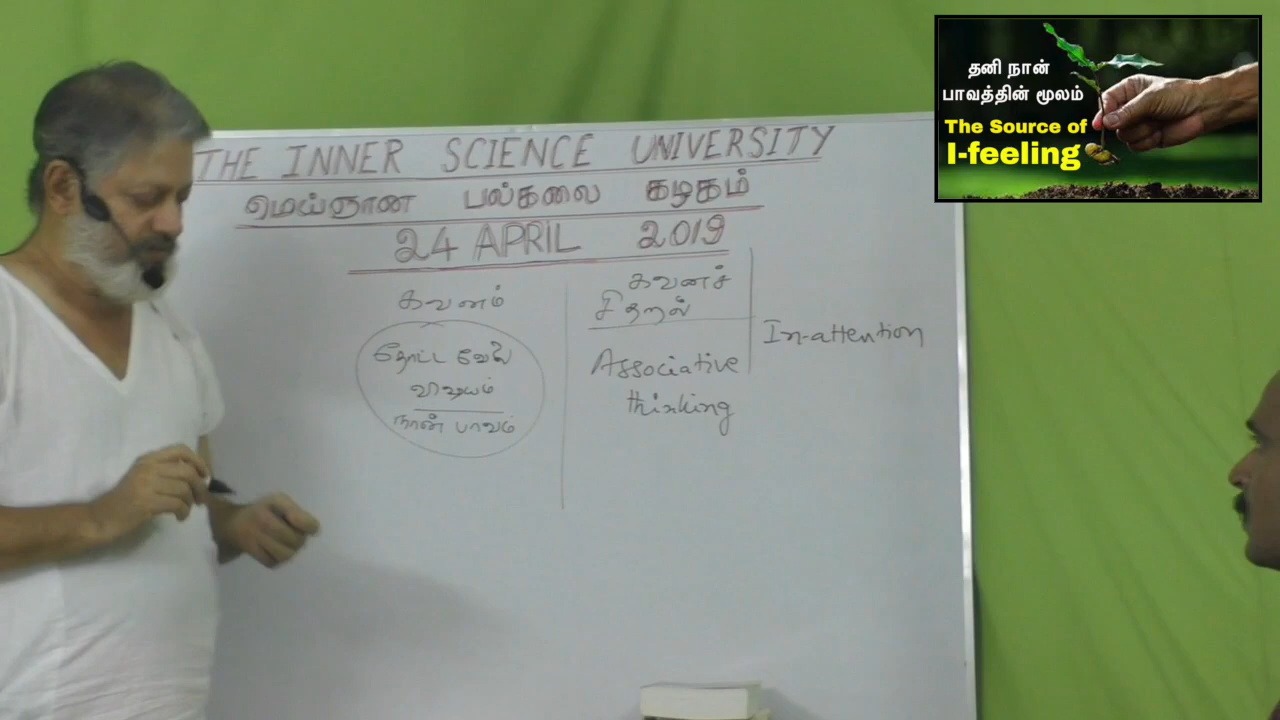 THE INNER SCIENCE UNIVERSITY
மெய்ஞான பல்கலை கழகம்
24 APRIL 2019
கவனம்
தோட்ட வேலை
விஷயம்
நான் பாவம்
கவனச்
சிதறல்
Associative
thinking
In-attention
தனி நான்
பாவத்தின் மூலம்
The Source of
I-feeling